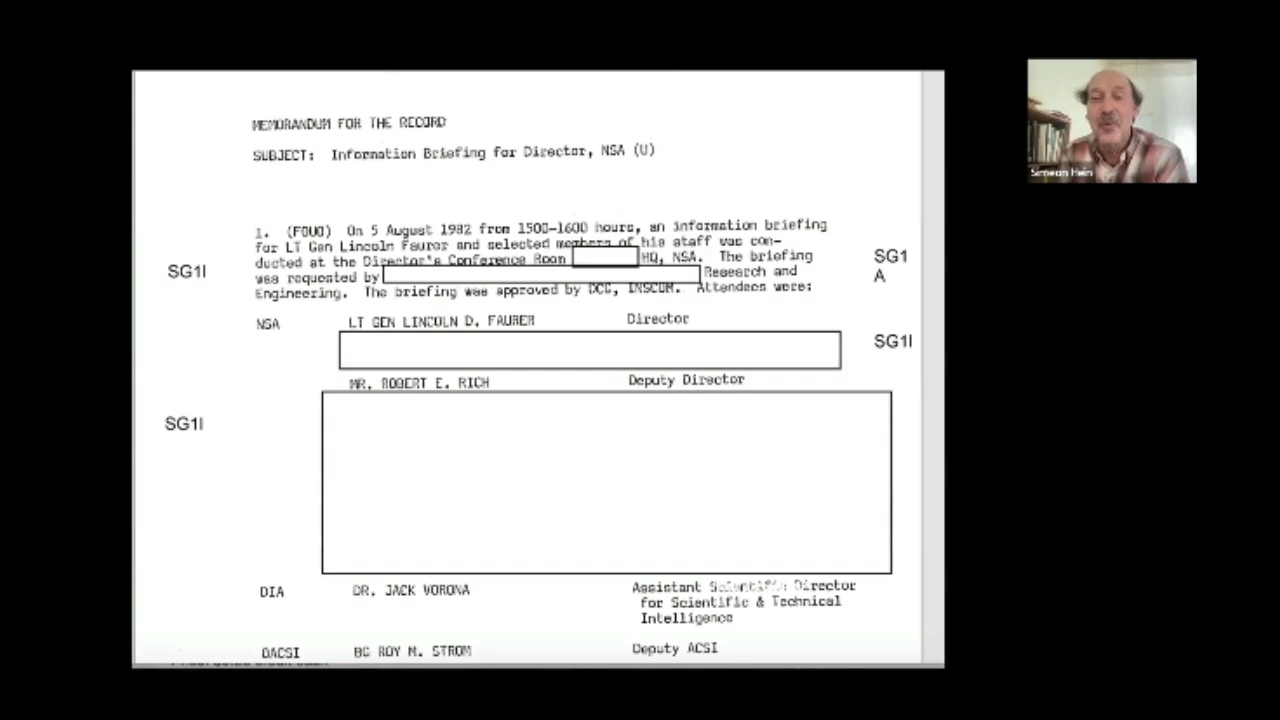 MEMORANDUM FOR THE RECORD
SUBJECT: Information Briefing for Director, NSA (U)
1. (FOUO) On 5 August 1982 from 1500-1600 hours, an information briefing
for LT Gen Lincoln Faurer and selected members of his staff was con-
ducted at the Director's Conference Room HQ, NSA. The briefing
was requested by Research and
Engineering. The briefing was approved by DCG, INSCOM. Attendees were:
SG1I
SG1
A
NSA LT GEN LINCOLN D. FAURER Director
SG1I
MR. ROBERT E. RICH Deputy Director
SG1I
DIA DR. JACK VORONA Assistant Scientific Director
for Scientific & Technical
Intelligence
OACSI BG ROY M. STROM Deputy ACSI
Simeon Hein